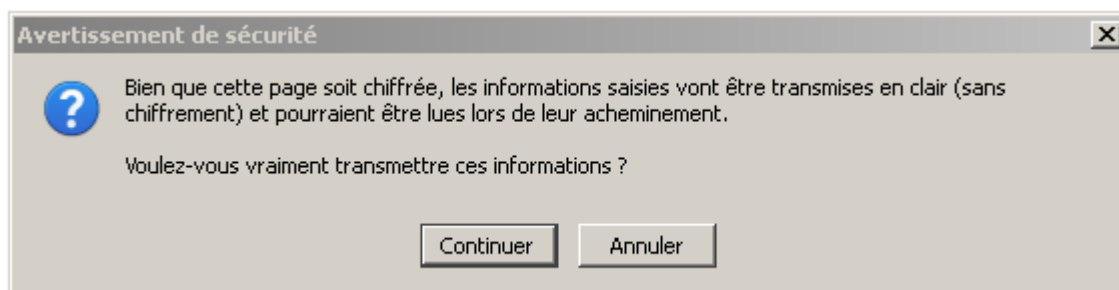 Avertissement de sécurité
Bien que cette page soit chiffrée, les informations saisies vont être transmises en clair (sans
chiffrement) et pourraient être lues lors de leur acheminement.
Voulez-vous vraiment transmettre ces informations ?
Continuer
Annuler